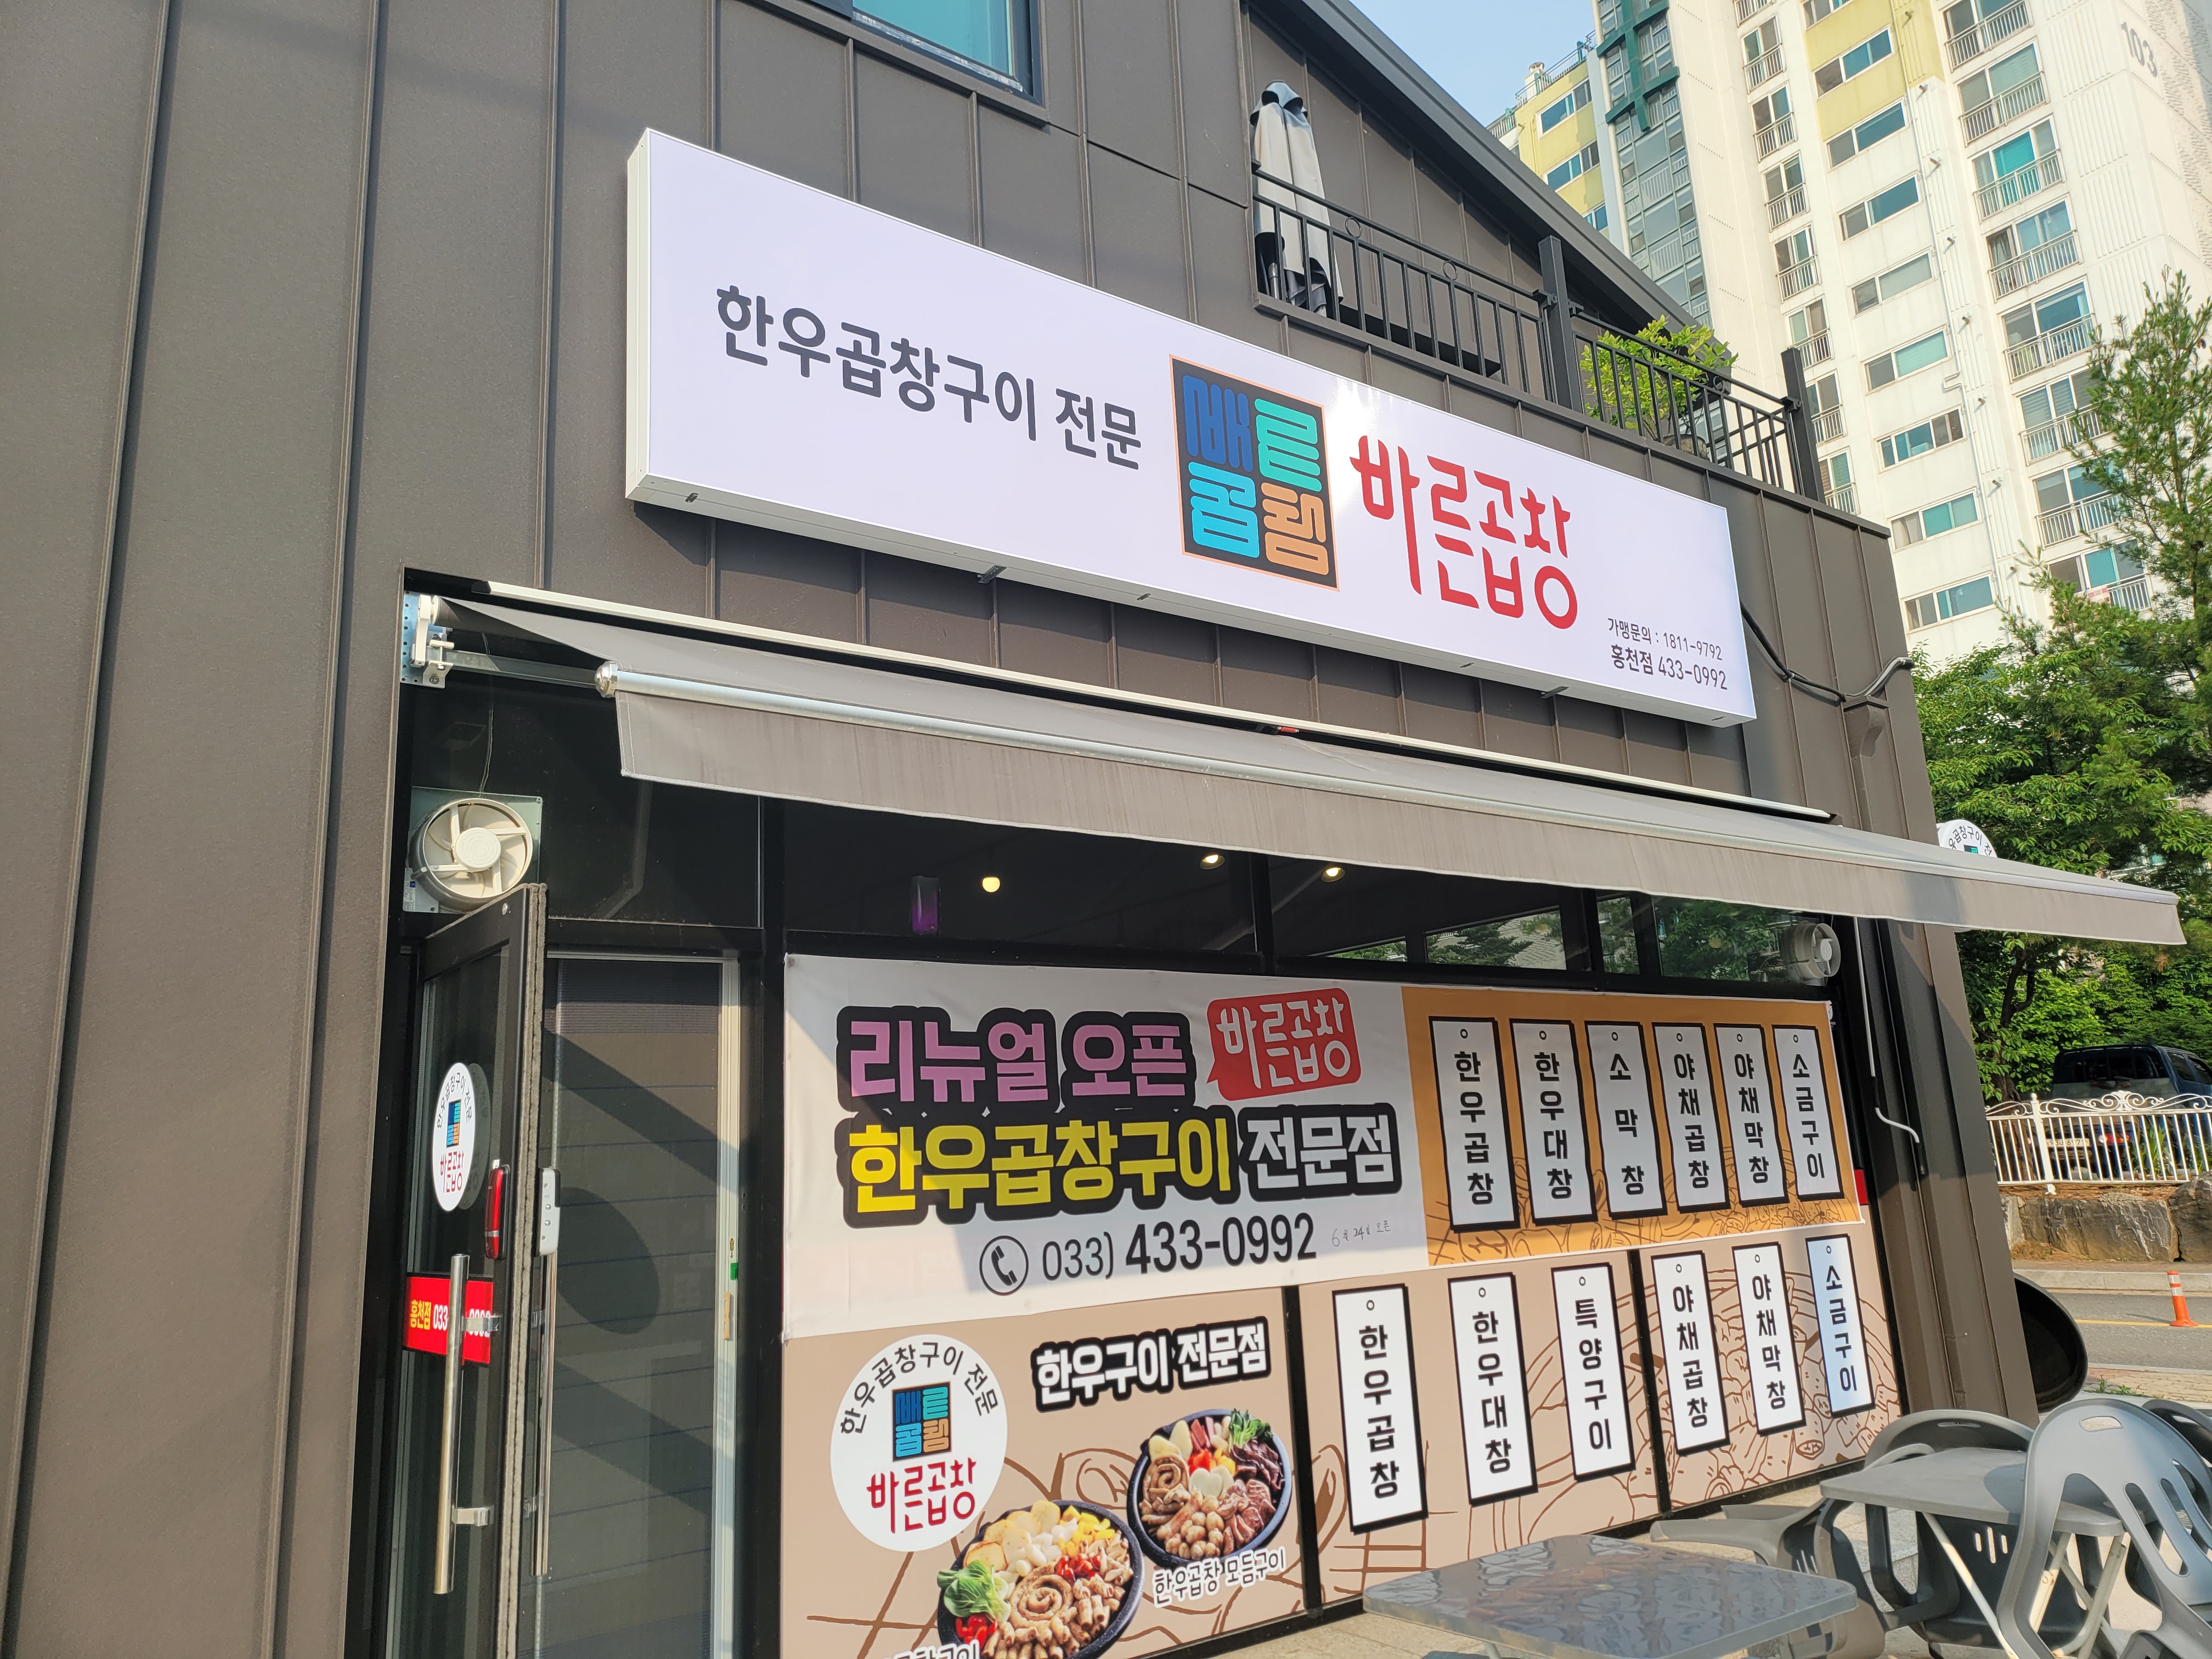 103
한우곱창구이 전문
바른곱창
바른곱창
가맹문의 : 1811-9792
홍천점 433-0992
리뉴얼 오픈
바른곱창
한우곱창구이 전문점
033) 433-0992
6월 24일 오픈
한우곱창
한우대창
소막창
야채곱창
야채막창
소금구이
한우곱창구이 전문
바른곱창
바른곱창
한우구이 전문점
한우곱창 모듬구이
한우곱창
한우대창
특양구이
야채곱창
야채막창
소금구이
바른곱창
홍천점 033